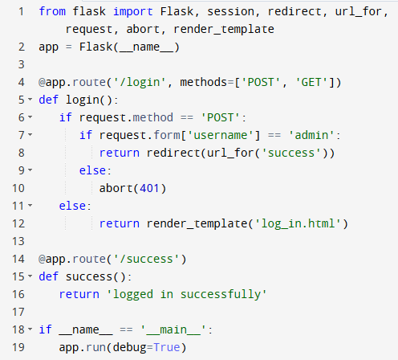 1 from flask import Flask, session, redirect, url_for,
request, abort, render_template
2 app = Flask(__name__)
3
4 @app.route('/login', methods=['POST', 'GET'])
5 def login():
6    if request.method == 'POST':
7       if request.form['username'] == 'admin':
8          return redirect(url_for('success'))
9       else:
10          abort(401)
11    else:
12          return render_template('log_in.html')
13
14 @app.route('/success')
15 def success():
16    return 'logged in successfully'
17
18 if __name__ == '__main__':
19    app.run(debug=True)